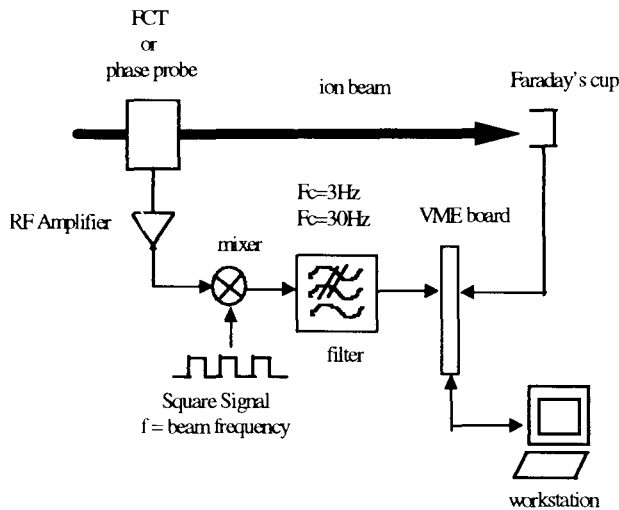 FCT
or
phase probe
ion beam
Faraday's cup
RF Amplifier
Fc=3Hz
Fc=30Hz
VME board
mixer
filter
Square Signal
f = beam frequency
workstation